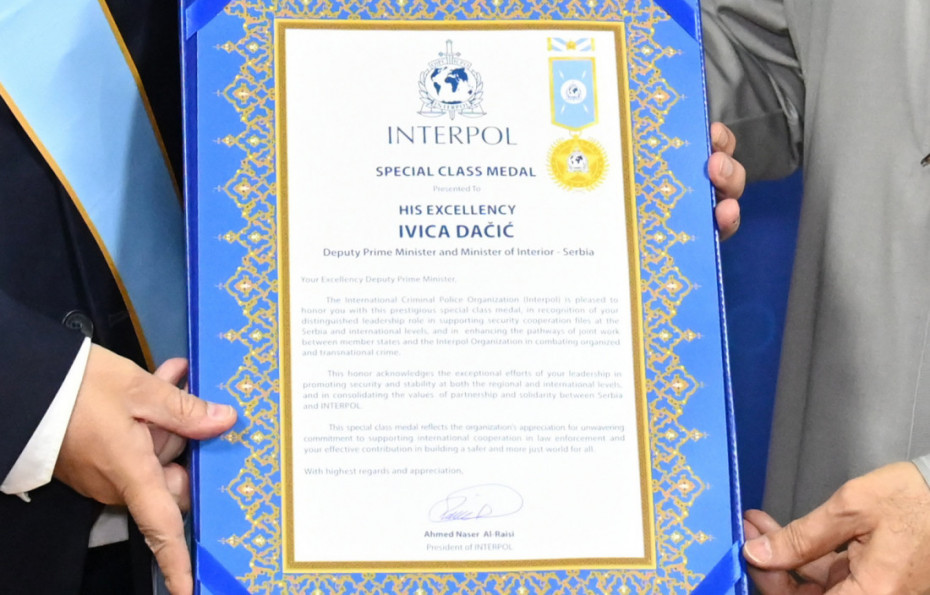 INTERPOL
SPECIAL CLASS MEDAL
Presented To
HIS EXCELLENCY
IVICA DAČIĆ
Deputy Prime Minister and Minister of Interior - Serbia
Your Excellency Deputy Prime Minister,
The International Criminal Police Organization (Interpol) is pleased to
honor you with this prestigious special class medal, in recognition of your
distinguished leadership role in supporting security cooperation files at the
Serbia and international levels, and in enhancing the pathways of joint work
between member states and the Interpol Organization in combating organized
and transnational crime.
This honor acknowledges the exceptional efforts of your leadership in
promoting security and stability at both the regional and international levels,
and in consolidating the values of partnership and solidarity between Serbia
and INTERPOL.
This special class medal reflects the organization's appreciation for unwavering
commitment to supporting international cooperation in law enforcement and
your effective contribution in building a safer and more just world for all.
With highest regards and appreciation,
Ahmed Naser Al-Raisi
President of INTERPOL